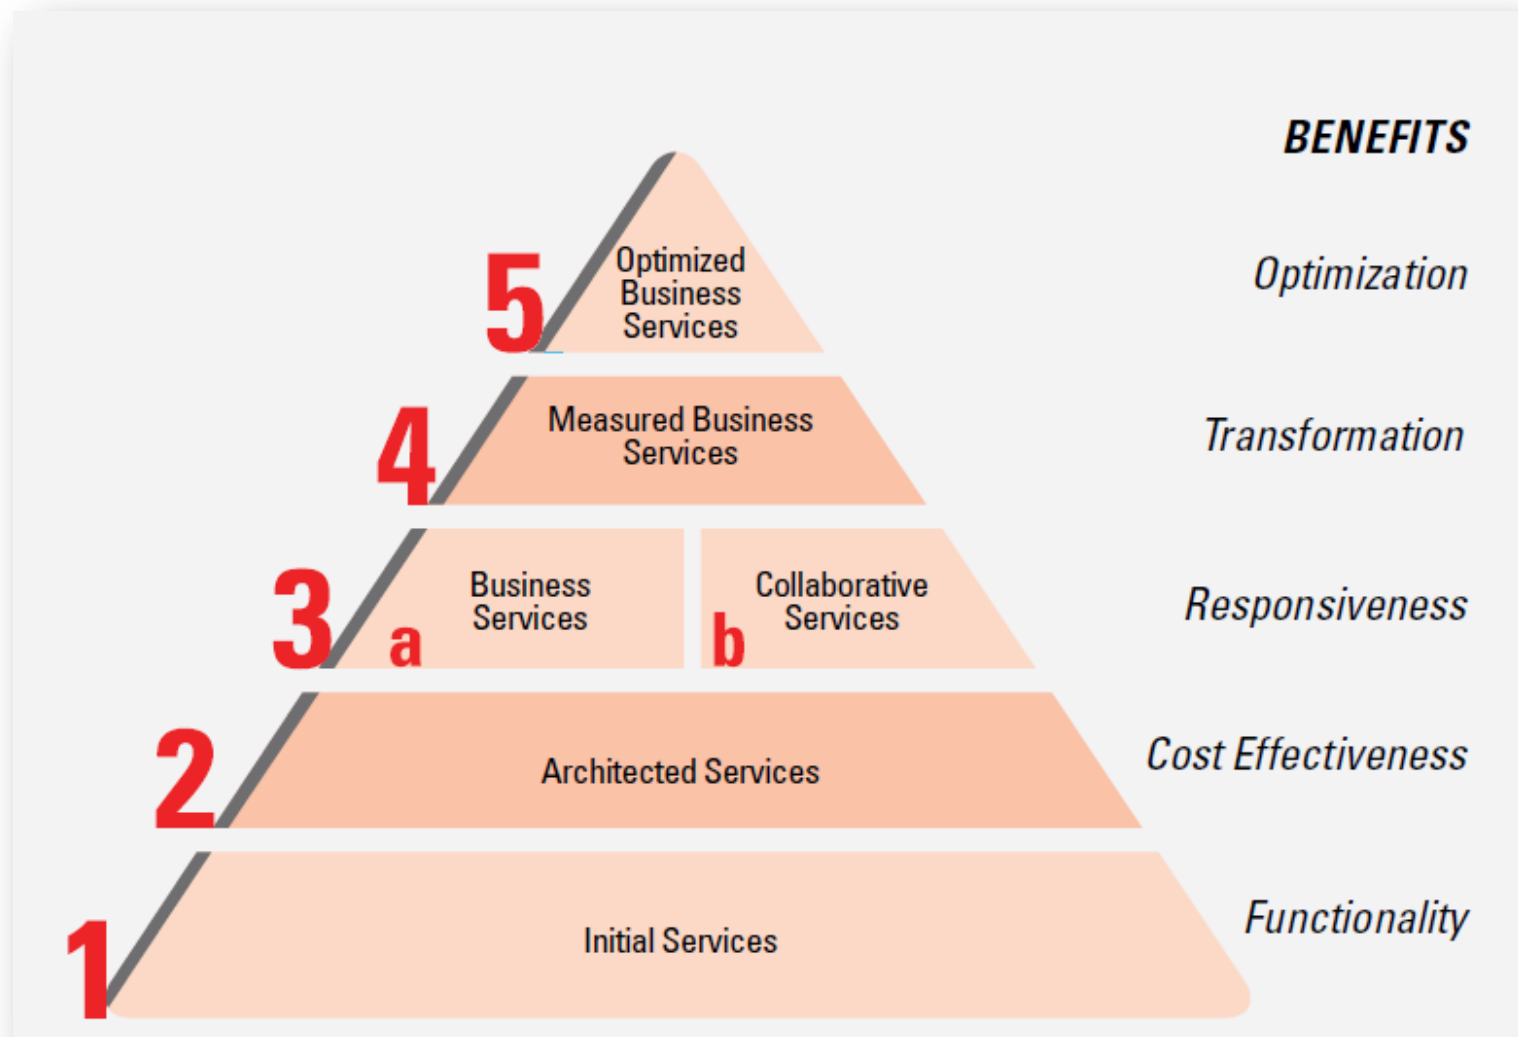 BENEFITS
5
Optimized
Business
Services
Optimization
4
Measured Business
Services
Transformation
3
a
Business
Services
b
Collaborative
Services
Responsiveness
2
Architected Services
Cost Effectiveness
1
Initial Services
Functionality